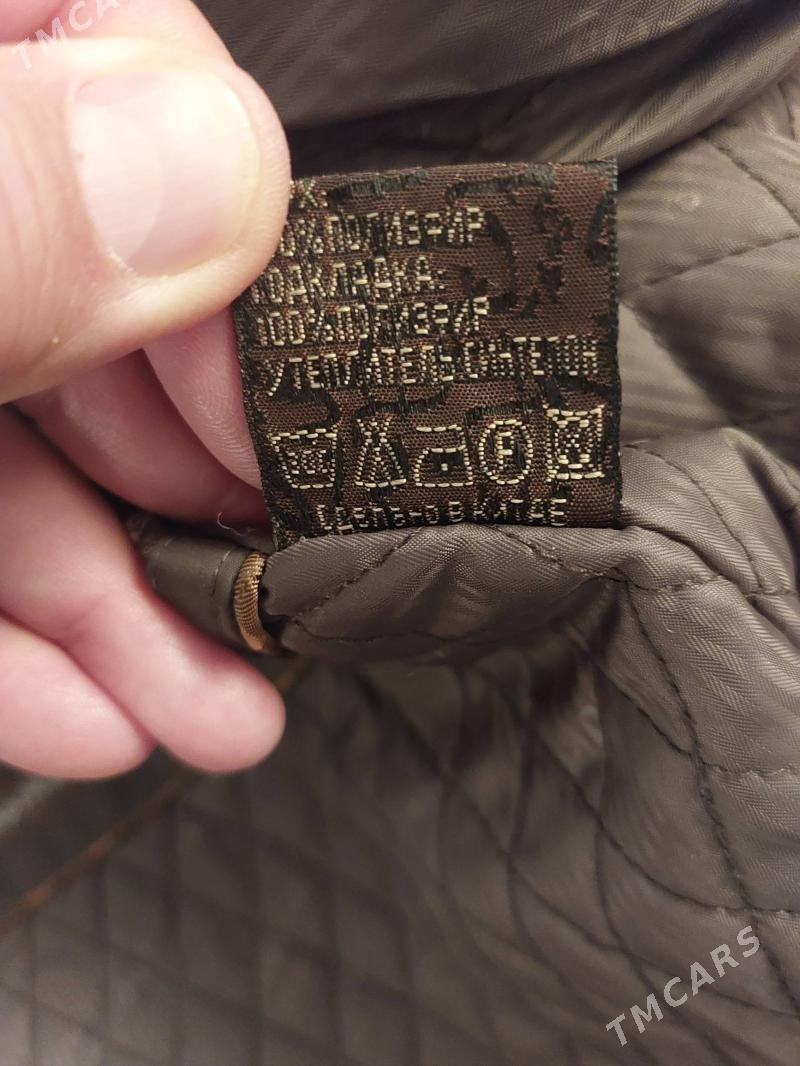 TMCARS
100%ПОЛИЭФИР
ПОДКЛАДКА:
100%ПОЛИЭФИР
УТЕПЛИТЕЛЬ:СИНТЕПОН
P
СДЕЛАНО В КИТАЕ
TMCARS